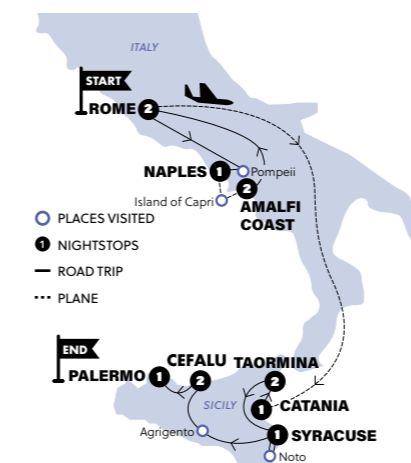 ITALY
START
ROME 2
NAPLES 1
Pompeii
Island of Capri
2
AMALFI
COAST
PLACES VISITED
1 NIGHTSTOPS
ROAD TRIP
PLANE
END
PALERMO 1
CEFALU
2
TAORMINA
2
SICILY
1 CATANIA
1 SYRACUSE
Agrigento
Noto